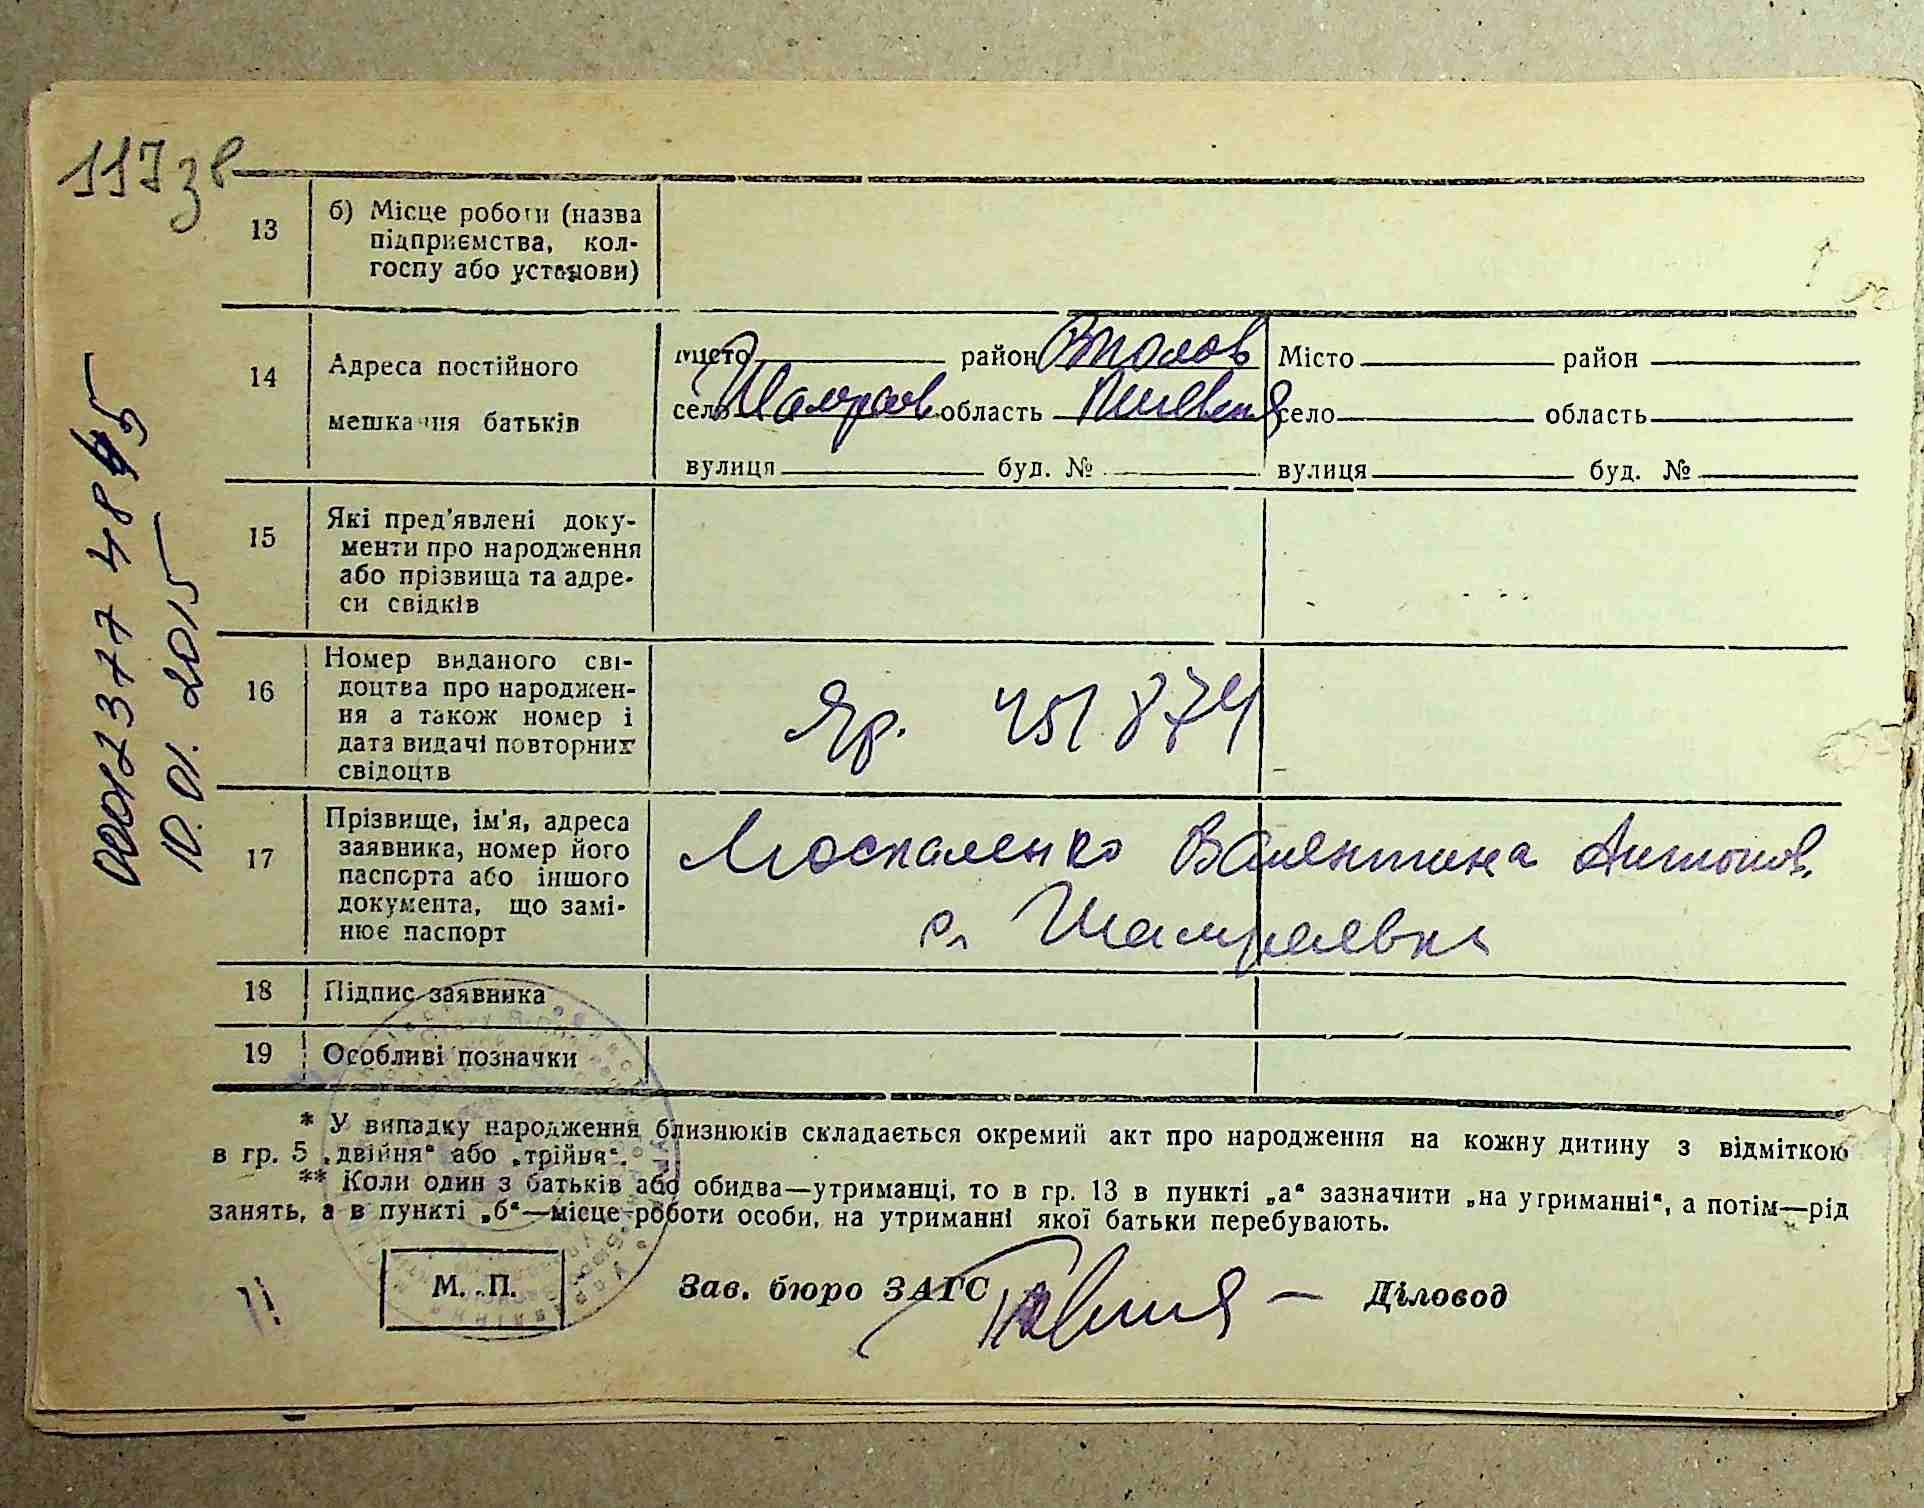 117зв
13
б) Місце роботи (назва
підприємства, кол-
госпу або установи)
14
Адреса постійного
мешкання батьків
Місто район Вполов
село область
вулиця буд. №
Місто район
село область
вулиця буд. №
15
Які пред'явлені доку-
менти про народження
або прізвища та адре-
си свідків
16
Номер виданого сві-
доцтва про народжен-
ня а також номер і
дата видачі повторних
свідоцтв
Яр. 451874
17
Прізвище, ім'я, адреса
заявника, номер його
паспорта або іншого
документа, що замі-
нює паспорт
Москаленко Валентина Антонов.
с. Шамраевка
18
Підпис заявника
19
Особливі позначки
* У випадку народження близнюків складається окремий акт про народження на кожну дитину з відміткою
в гр. 5 „двійня“ або „трійня“.
** Коли один з батьків або обидва—утриманці, то в гр. 13 в пункті „а“ зазначити „на утриманні“, а потім—рід
занять, а в пункті „б“—місце роботи особи, на утриманні якої батьки перебувають.
М. П.
Зав. бюро ЗАГС
Діловод
10.01.2015